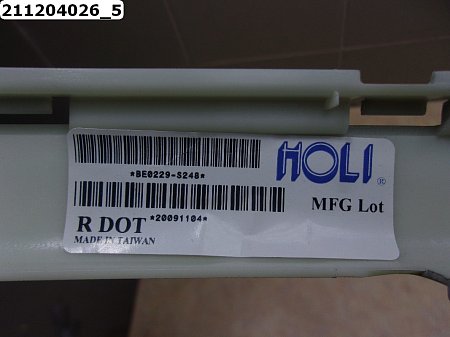 211204026_5
HOLI
®
*BE0229-S248*
MFG Lot
*20091104*
R DOT
MADE IN TAIWAN